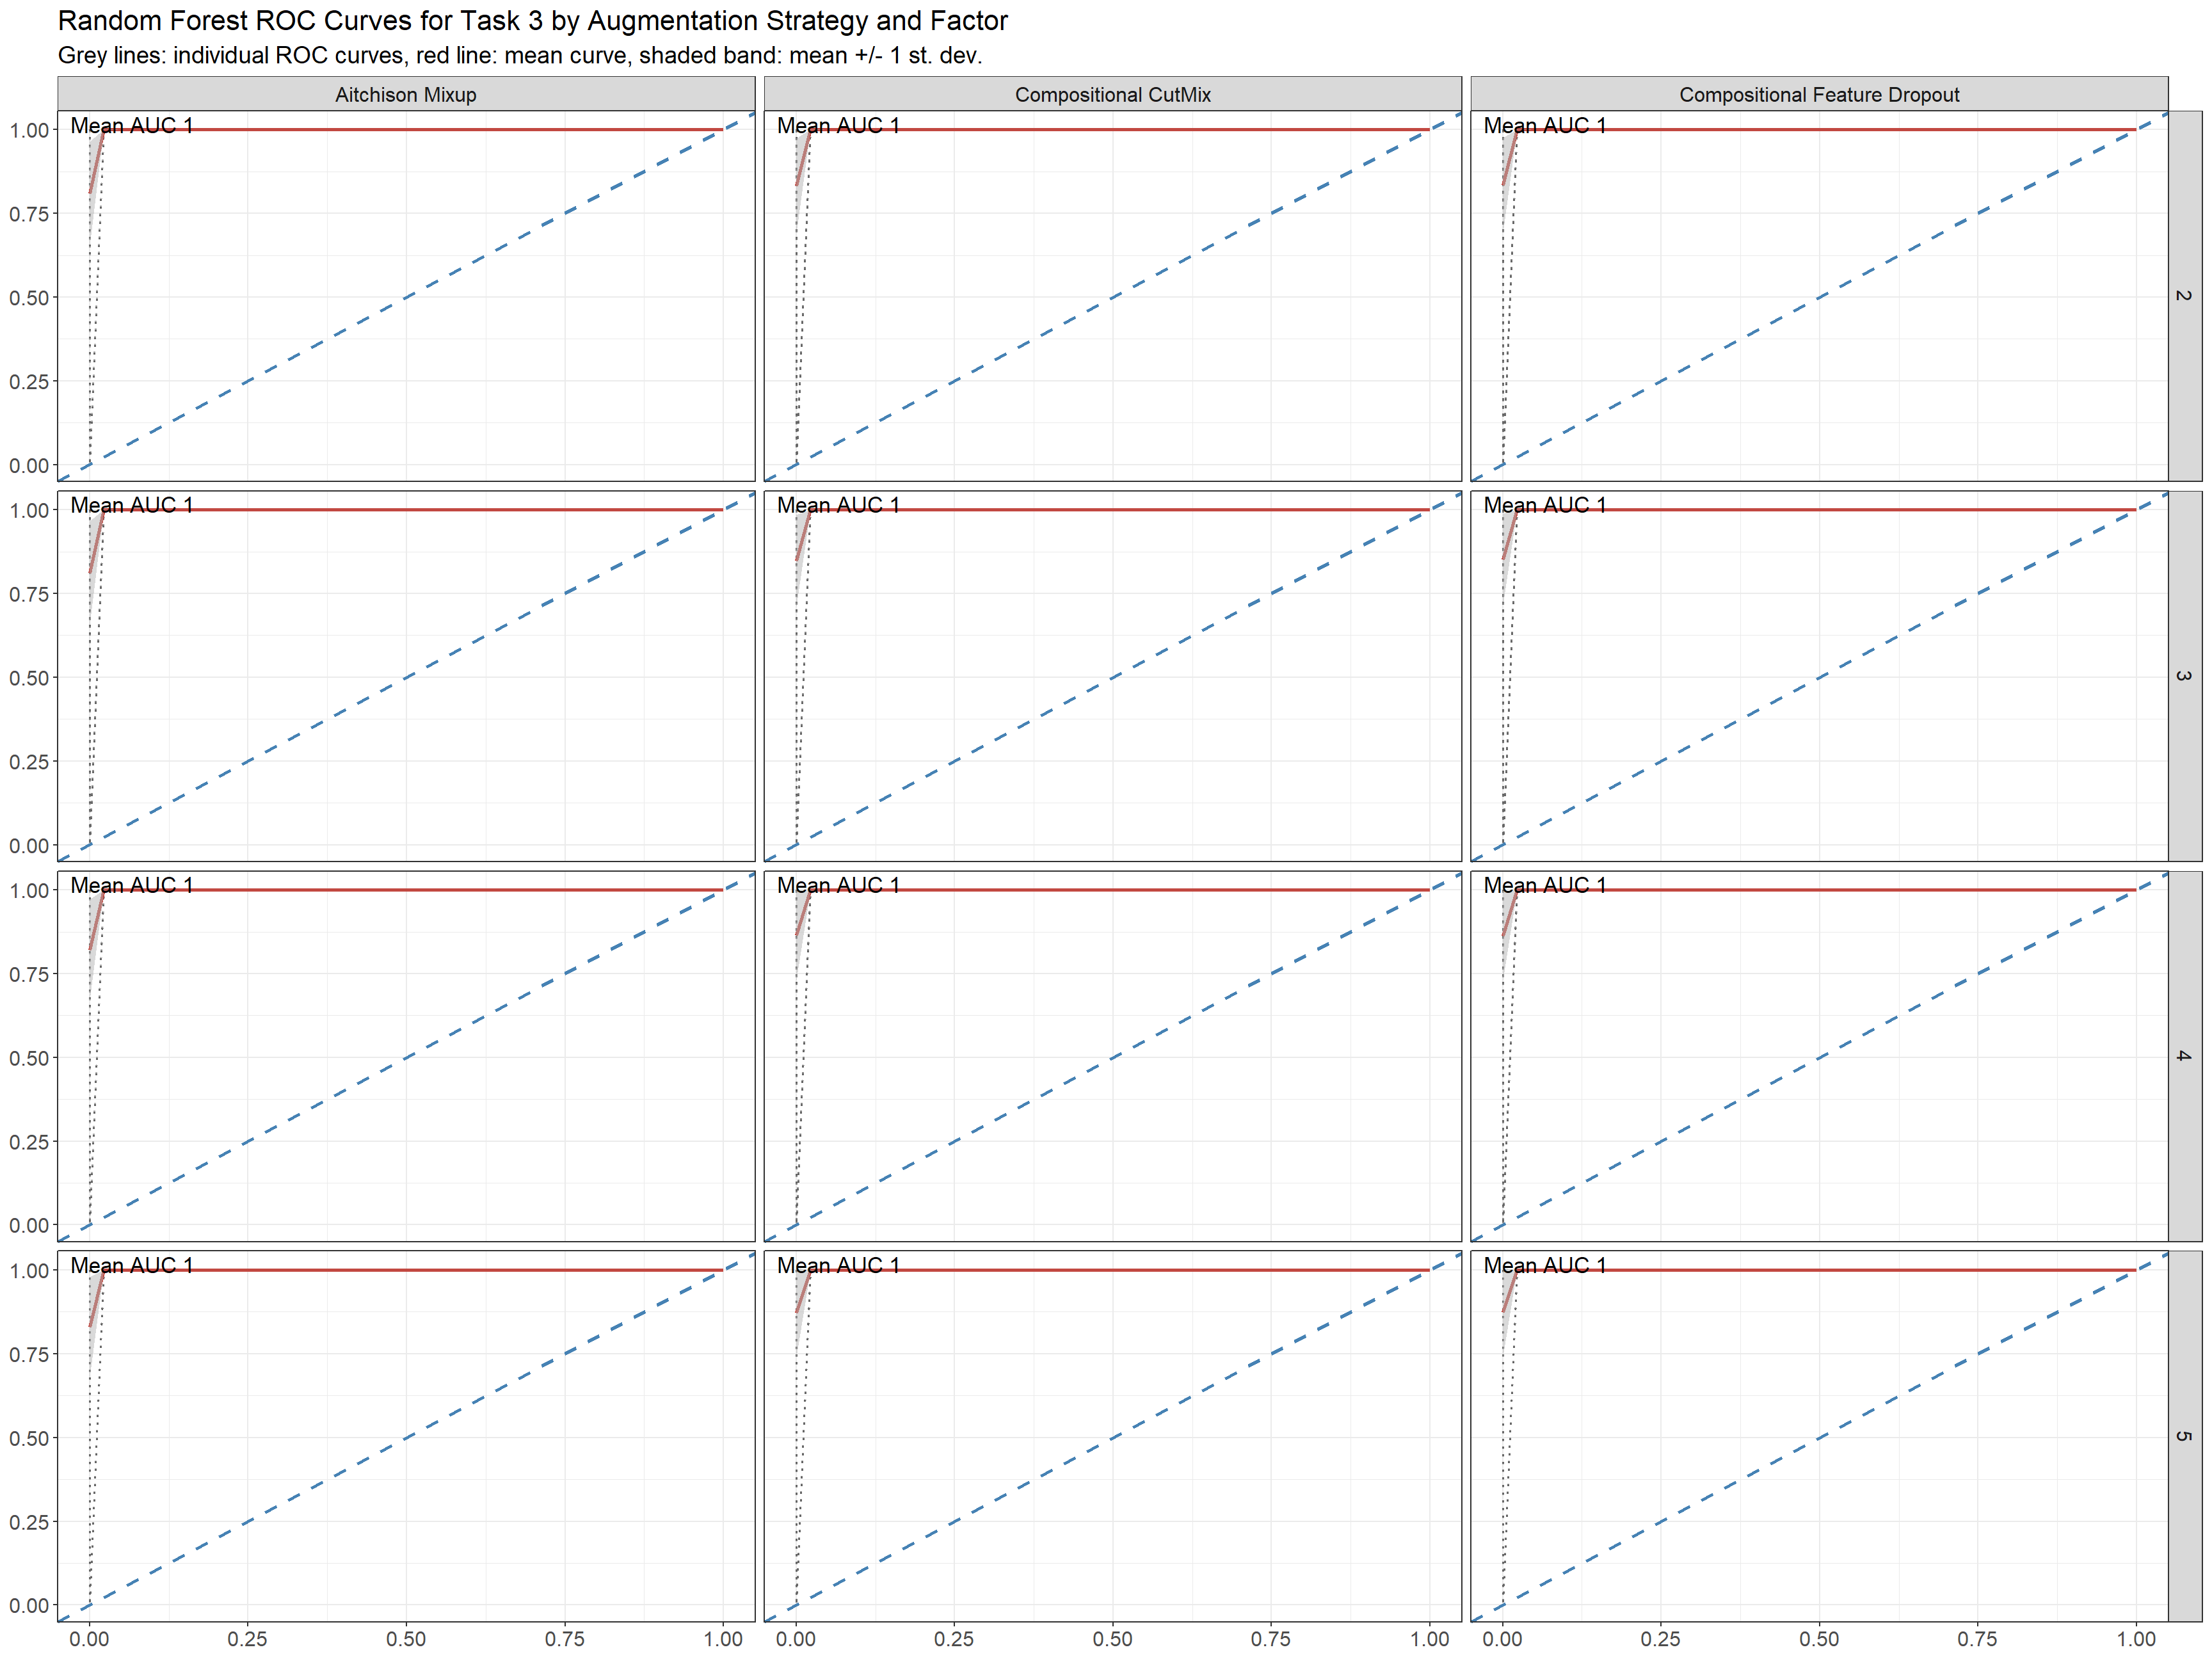 Random Forest ROC Curves for Task 3 by Augmentation Strategy and Factor
Grey lines: individual ROC curves, red line: mean curve, shaded band: mean +/- 1 st. dev.
Aitchison Mixup
Compositional CutMix
Compositional Feature Dropout
Mean AUC 1
Mean AUC 1
Mean AUC 1
1.00
0.75
0.50
0.25
0.00
2
Mean AUC 1
Mean AUC 1
Mean AUC 1
1.00
0.75
0.50
0.25
0.00
3
Mean AUC 1
Mean AUC 1
Mean AUC 1
1.00
0.75
0.50
0.25
0.00
4
Mean AUC 1
Mean AUC 1
Mean AUC 1
1.00
0.75
0.50
0.25
0.00
5
0.00 0.25 0.50 0.75 1.00
0.00 0.25 0.50 0.75 1.00
0.00 0.25 0.50 0.75 1.00